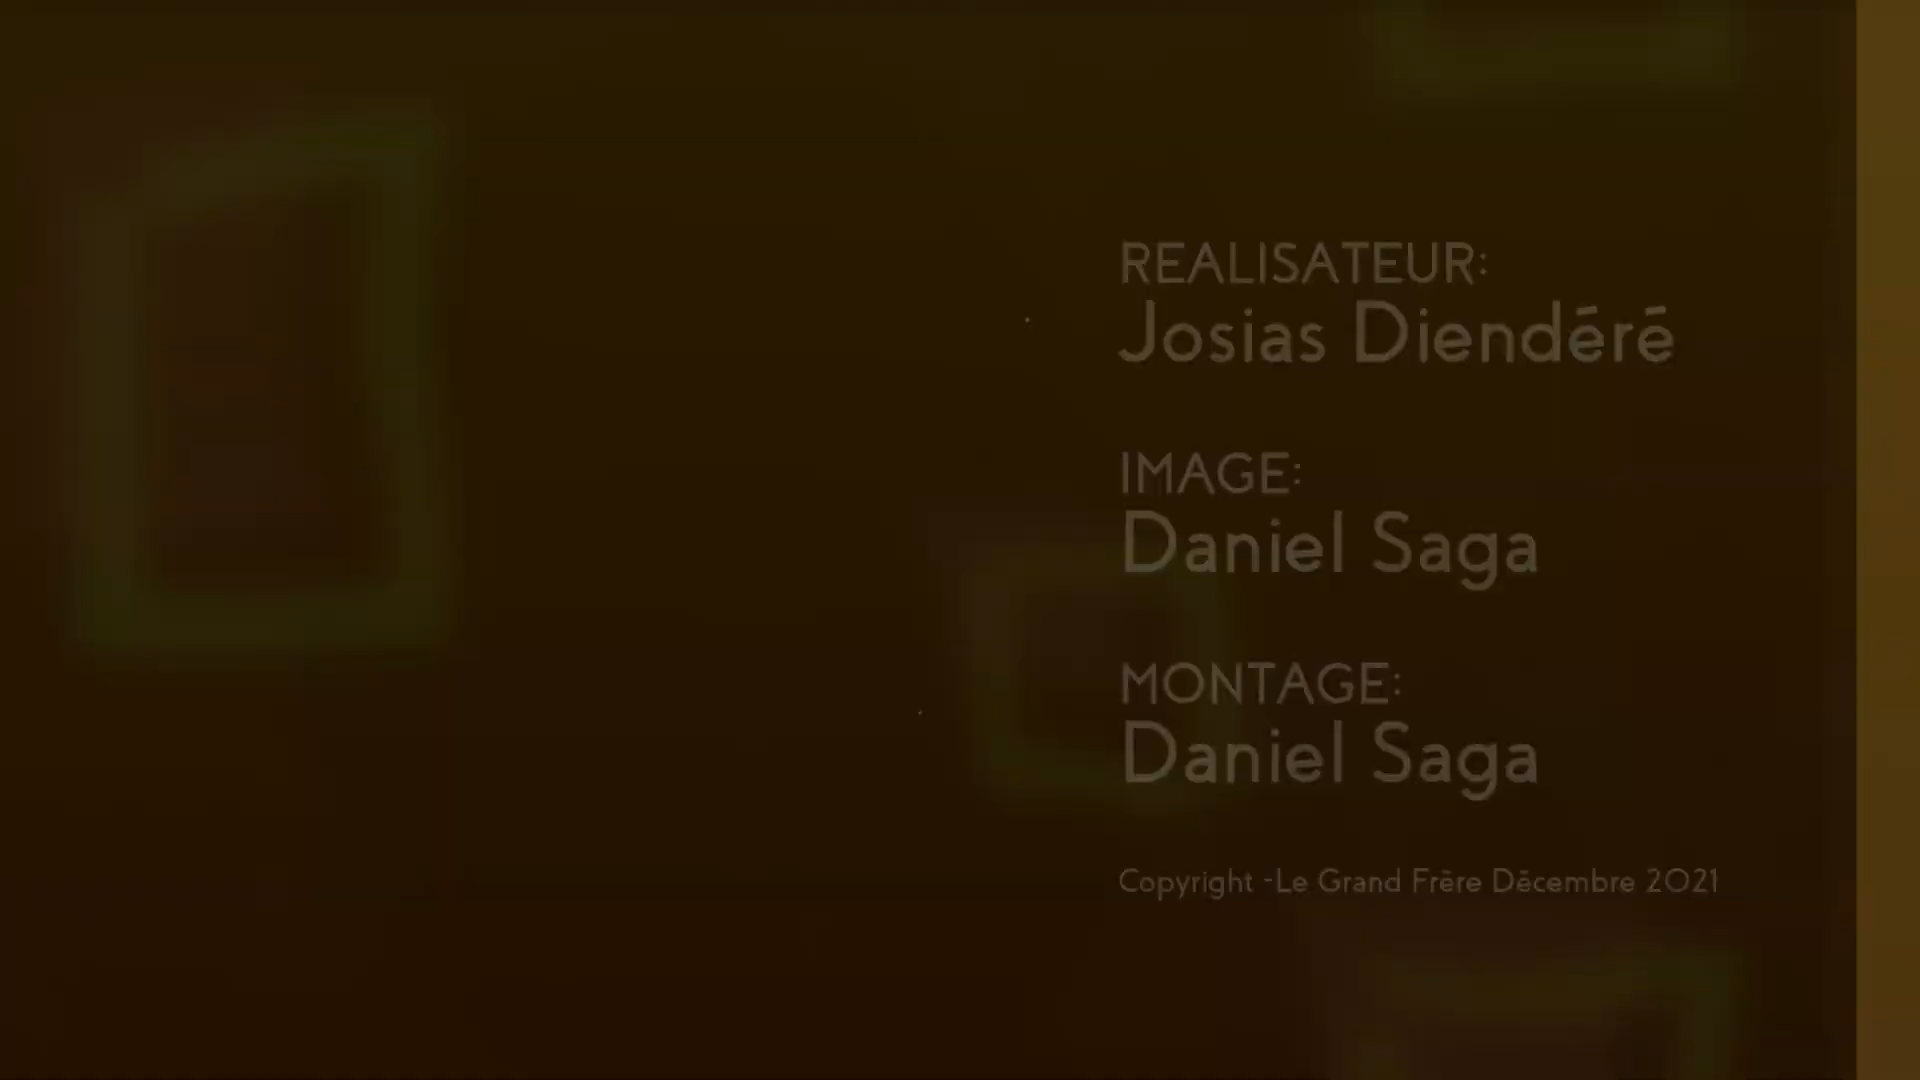 REALISATEUR:
Josias Diendéré
IMAGE:
Daniel Saga
MONTAGE:
Daniel Saga
Copyright -Le Grand Frère Décembre 2021